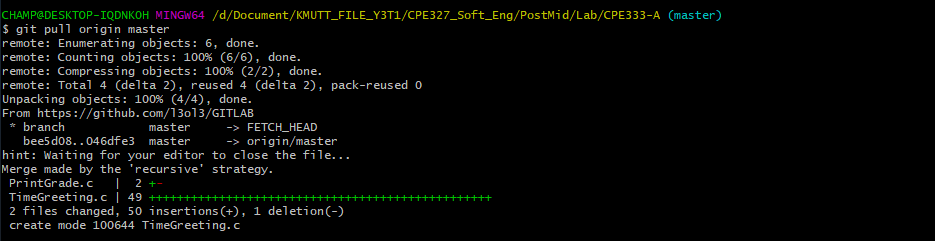 CHAMP@DESKTOP-IQDNKOH MINGW64 /d/Document/KMUTT_FILE_Y3T1/CPE327_Soft_Eng/PostMid/Lab/CPE333-A (master)
$ git pull origin master
remote: Enumerating objects: 6, done.
remote: Counting objects: 100% (6/6), done.
remote: Compressing objects: 100% (2/2), done.
remote: Total 4 (delta 2), reused 4 (delta 2), pack-reused 0
Unpacking objects: 100% (4/4), done.
From https://github.com/l3ol3/GITLAB
 * branch            master     -> FETCH_HEAD
   bee5d08..046dfe3  master     -> origin/master
hint: Waiting for your editor to close the file...
Merge made by the 'recursive' strategy.
 PrintGrade.c   |  2 +-
 TimeGreeting.c | 49 +++++++++++++++++++++++++++++++++++++++++++++++++
 2 files changed, 50 insertions(+), 1 deletion(-)
 create mode 100644 TimeGreeting.c